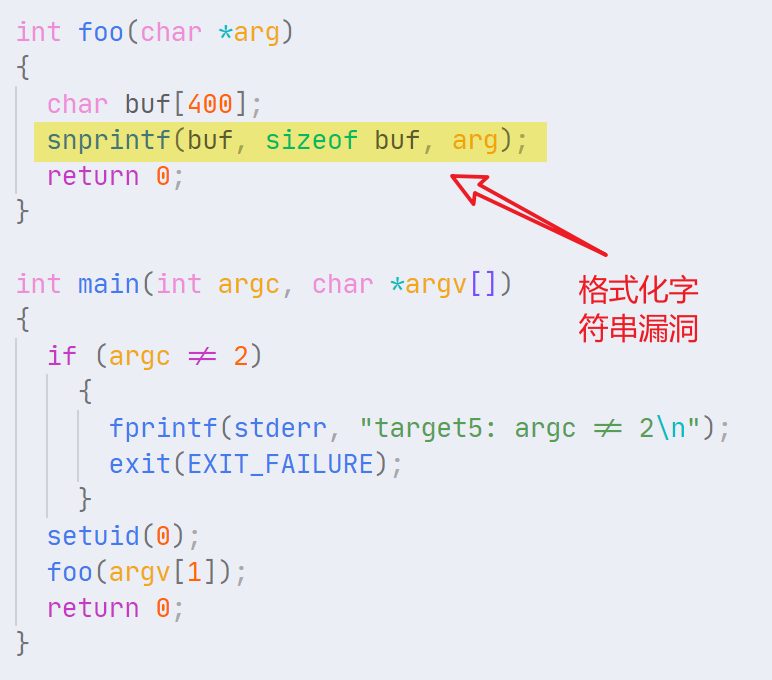 int foo(char *arg)
{
  char buf[400];
  snprintf(buf, sizeof buf, arg);
  return 0;
}
int main(int argc, char *argv[])
{
  if (argc ≠ 2)
    {
      fprintf(stderr, "target5: argc ≠ 2\n");
      exit(EXIT_FAILURE);
    }
  setuid(0);
  foo(argv[1]);
  return 0;
}
格式化字
符串漏洞